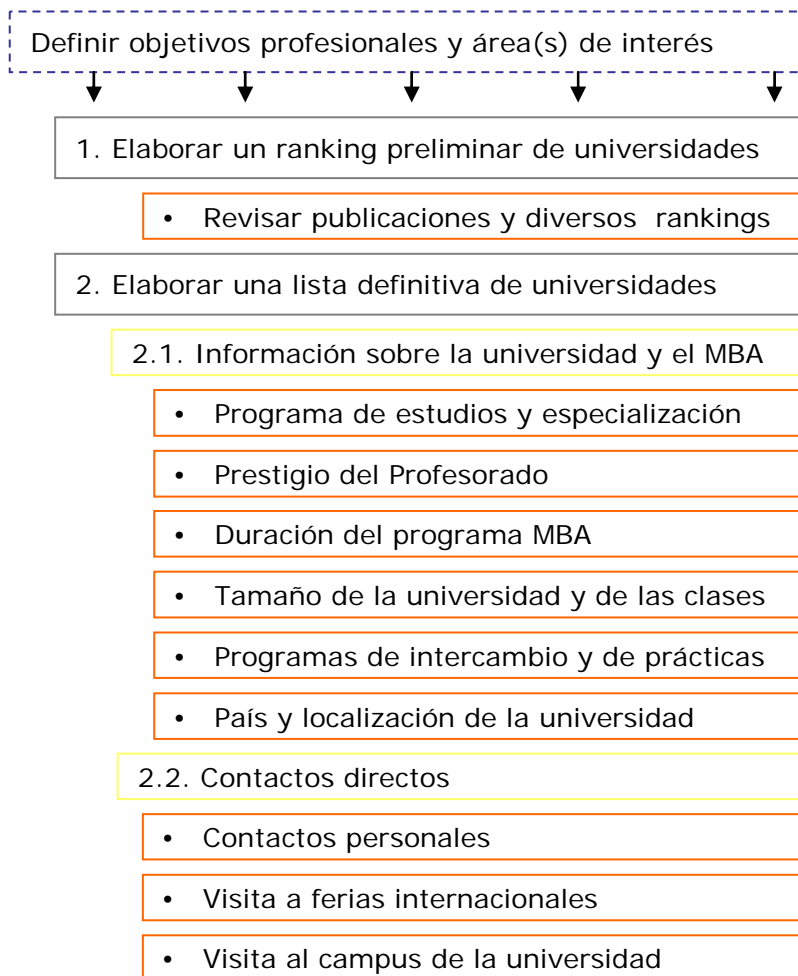 Definir objetivos profesionales y área(s) de interés
1. Elaborar un ranking preliminar de universidades
• Revisar publicaciones y diversos rankings
2. Elaborar una lista definitiva de universidades
2.1. Información sobre la universidad y el MBA
• Programa de estudios y especialización
• Prestigio del Profesorado
• Duración del programa MBA
• Tamaño de la universidad y de las clases
• Programas de intercambio y de prácticas
• País y localización de la universidad
2.2. Contactos directos
• Contactos personales
• Visita a ferias internacionales
• Visita al campus de la universidad